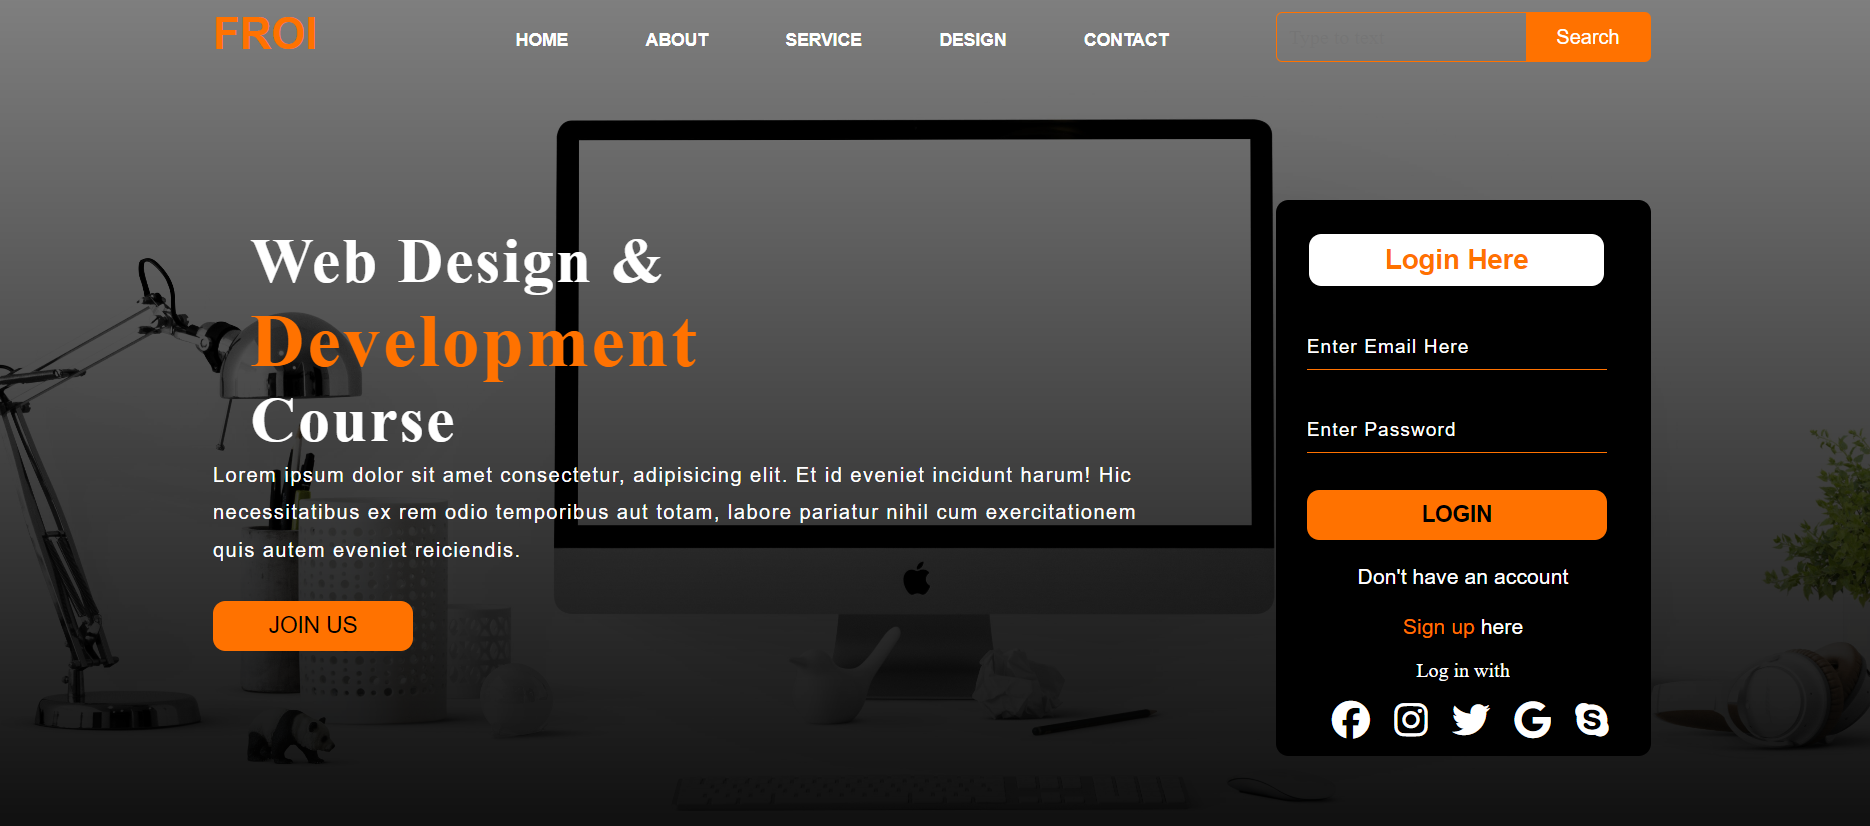 FROI
HOME ABOUT SERVICE DESIGN CONTACT
Search
Web Design &
Development
Course
Lorem ipsum dolor sit amet consectetur, adipisicing elit. Et id eveniet incidunt harum! Hic
necessitatibus ex rem odio temporibus aut totam, labore pariatur nihil cum exercitationem
quis autem eveniet reiciendis.
JOIN US
Login Here
Enter Email Here
Enter Password
LOGIN
Don't have an account
Sign up here
Log in with